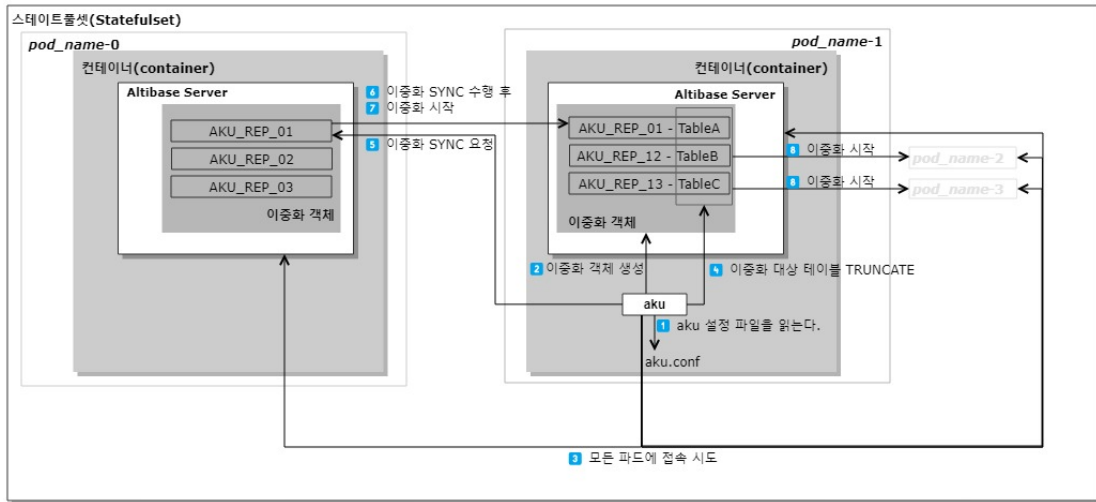 스테이트풀셋(Statefulset)
pod_name-0
컨테이너(container)
Altibase Server
AKU_REP_01
AKU_REP_02
AKU_REP_03
이중화 객체
6 이중화 SYNC 수행 후
7 이중화 시작
5 이중화 SYNC 요청
pod_name-1
컨테이너(container)
Altibase Server
AKU_REP_01 - TableA
AKU_REP_12 - TableB
AKU_REP_13 - TableC
이중화 객체
8 이중화 시작
8 이중화 시작
pod_name-2
pod_name-3
2 이중화 객체 생성
4 이중화 대상 테이블 TRUNCATE
aku
1 aku 설정 파일을 읽는다.
aku.conf
3 모든 파드에 접속 시도